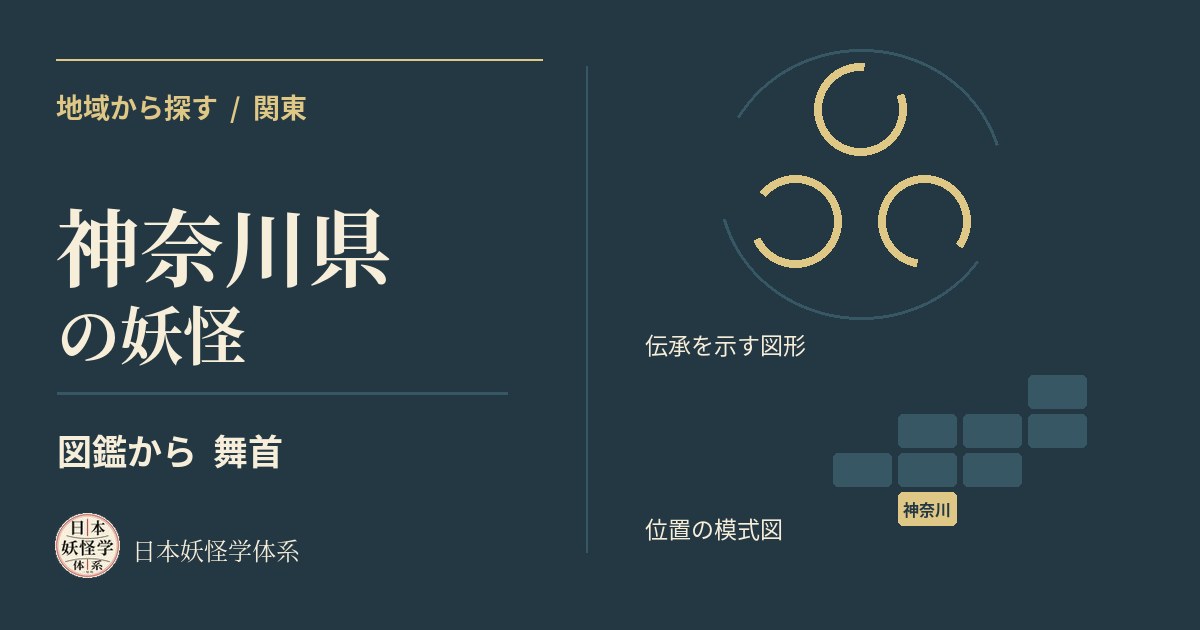 地域から探す / 関東
神奈川県
の妖怪
図鑑から 舞首
日本
妖怪学
体系
日本妖怪学体系
伝承を示す図形
神奈川
位置の模式図